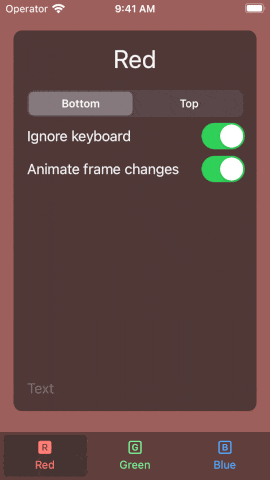 Operator 9:41 AM
Red
Bottom Top
Ignore keyboard
Animate frame changes
Text
R G B
Red Green Blue